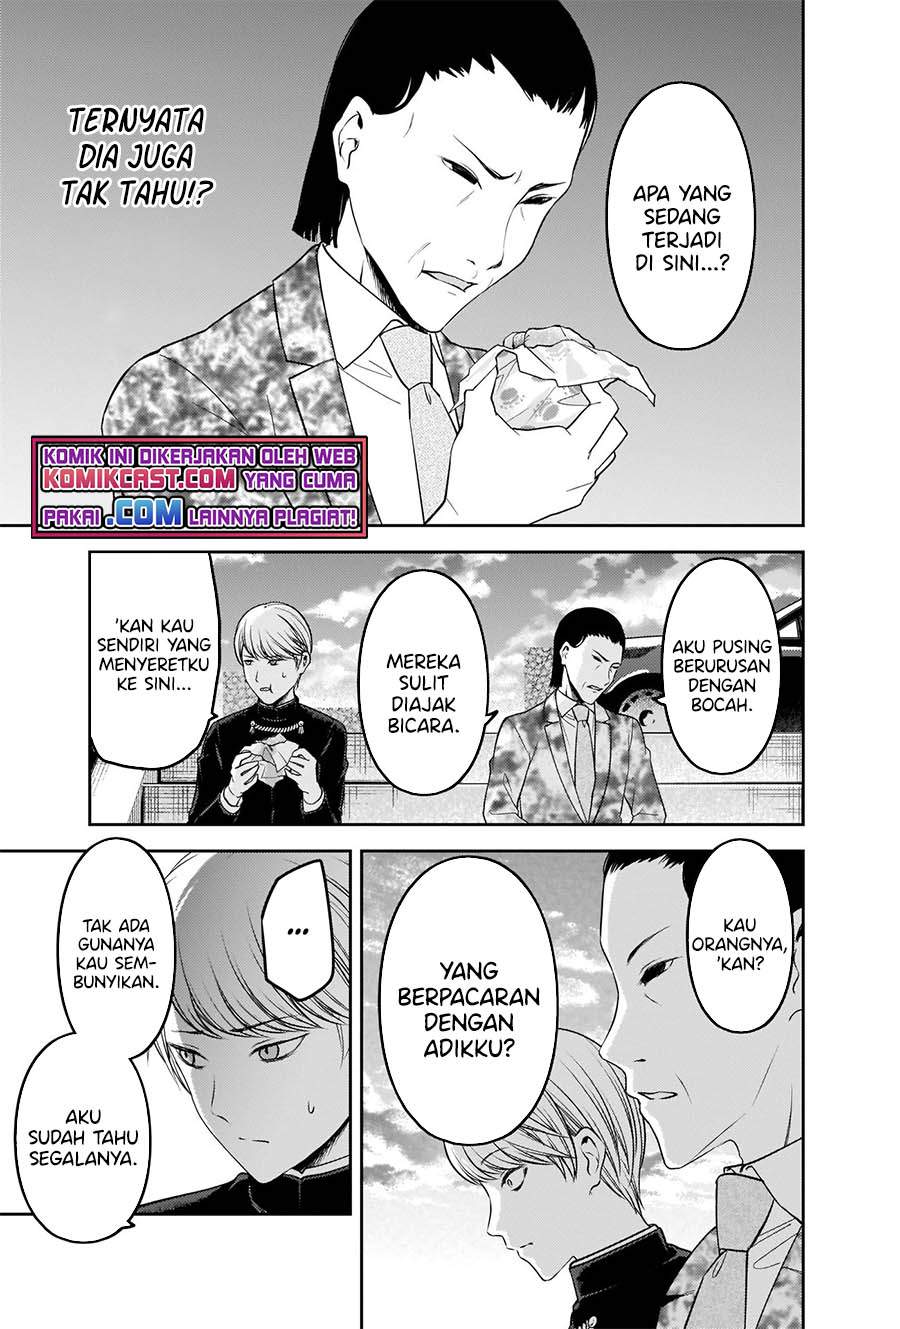 APA YANG
SEDANG
TERJADI
DI SINI...?
TERNYATA
DIA JUGA
TAK TAHU!?
KOMIK INI DIKERJAKAN OLEH WEB
KOMIKCAST.COM YANG CUMA
PAKAI .COM LAINNYA PLAGIAT!
AKU PUSING
BERURUSAN
DENGAN
BOCAH.
MEREKA
SULIT
DIAJAK
BICARA.
'KAN KAU
SENDIRI YANG
MENYERETKU
KE SINI...
KAU
ORANGNYA,
'KAN?
YANG
BERPACARAN
DENGAN
ADIKKU?
...
TAK ADA
GUNANYA
KAU SEM-
BUNYIKAN.
AKU
SUDAH TAHU
SEGALANYA.